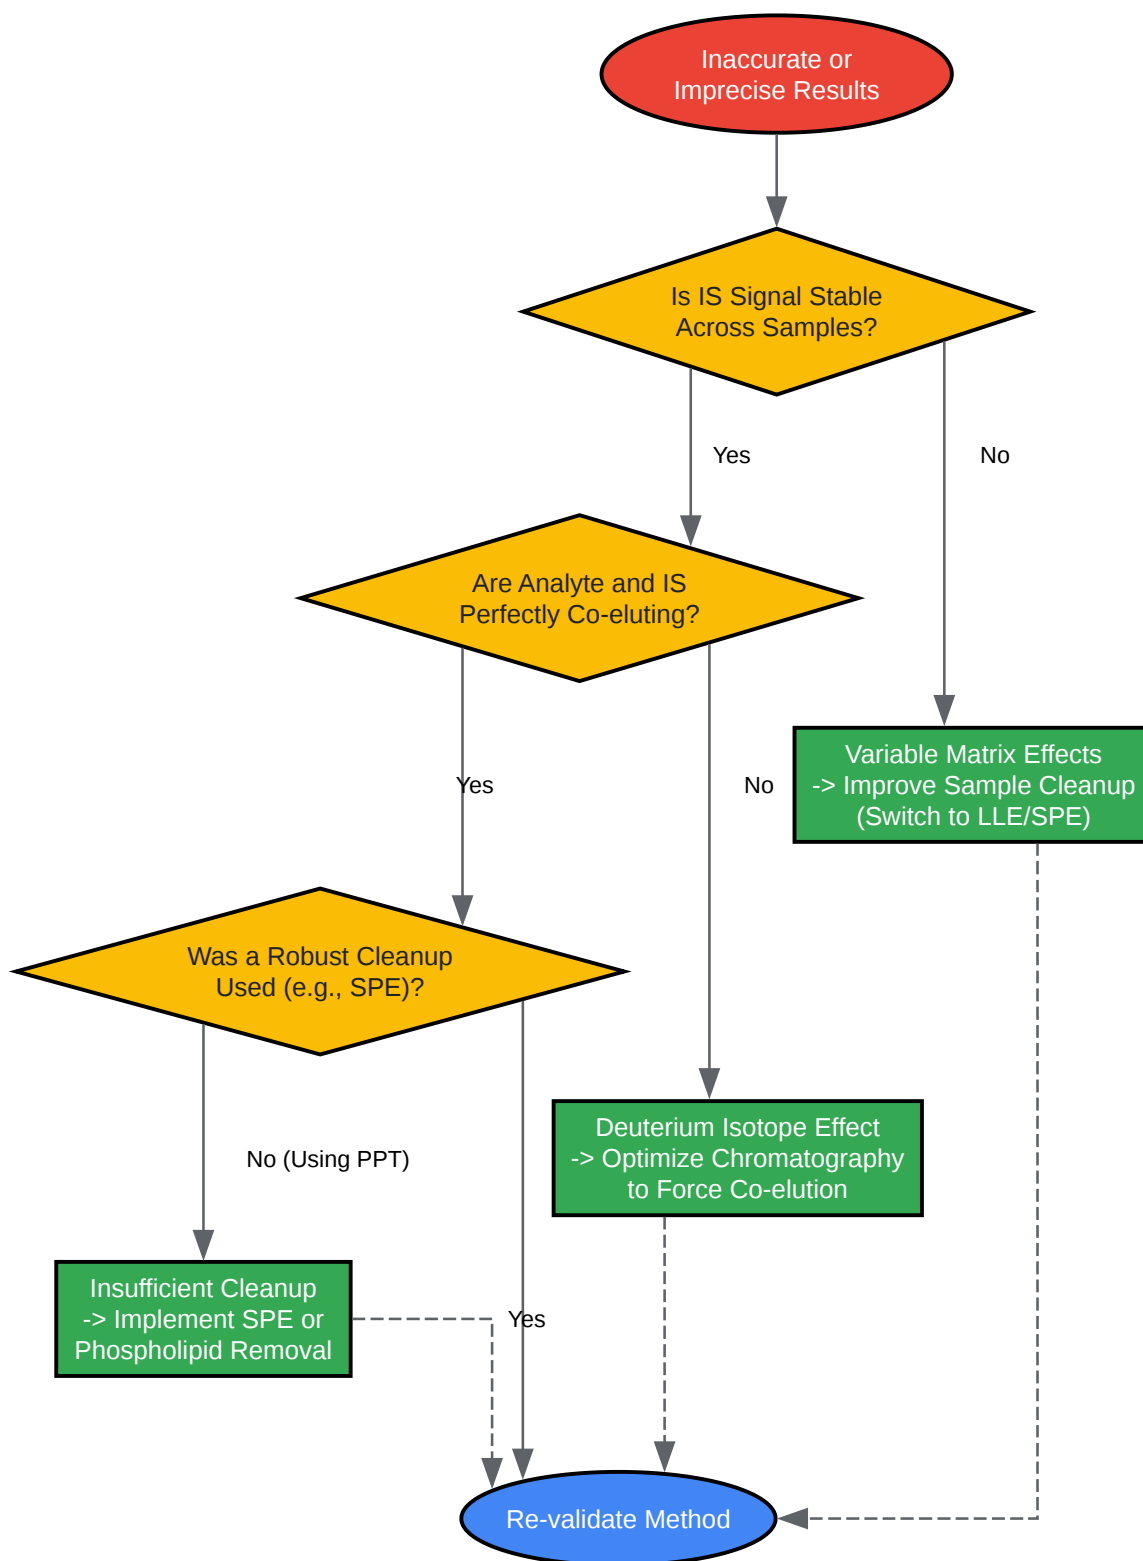 Inaccurate or
Imprecise Results
Is IS Signal Stable
Across Samples?
Yes
No
Are Analyte and IS
Perfectly Co-eluting?
Yes
No
Variable Matrix Effects
-> Improve Sample Cleanup
(Switch to LLE/SPE)
Was a Robust Cleanup
Used (e.g., SPE)?
No (Using PPT)
Deuterium Isotope Effect
-> Optimize Chromatography
to Force Co-elution
Insufficient Cleanup
-> Implement SPE or
Phospholipid Removal
Yes
Re-validate Method